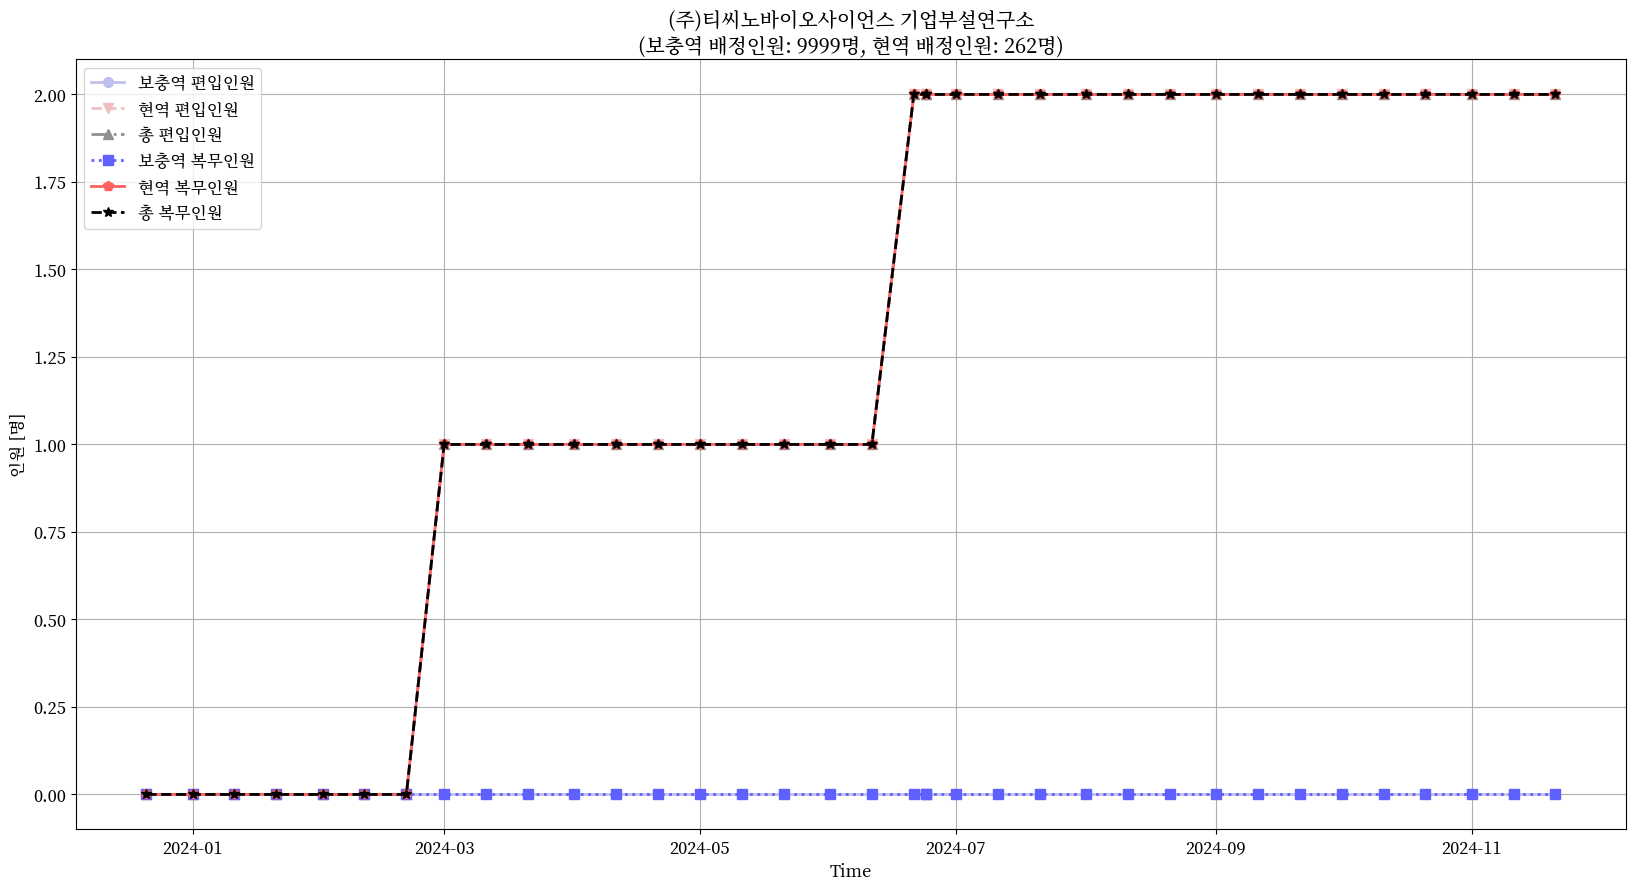 (주)티씨노바이오사이언스 기업부설연구소
(보충역 배정인원: 9999명, 현역 배정인원: 262명)
보충역 편입인원
현역 편입인원
총 편입인원
보충역 복무인원
현역 복무인원
총 복무인원
2.00
1.75
1.50
1.25
1.00
0.75
0.50
0.25
0.00
인원 [명]
2024-01
2024-03
2024-05
2024-07
2024-09
2024-11
Time